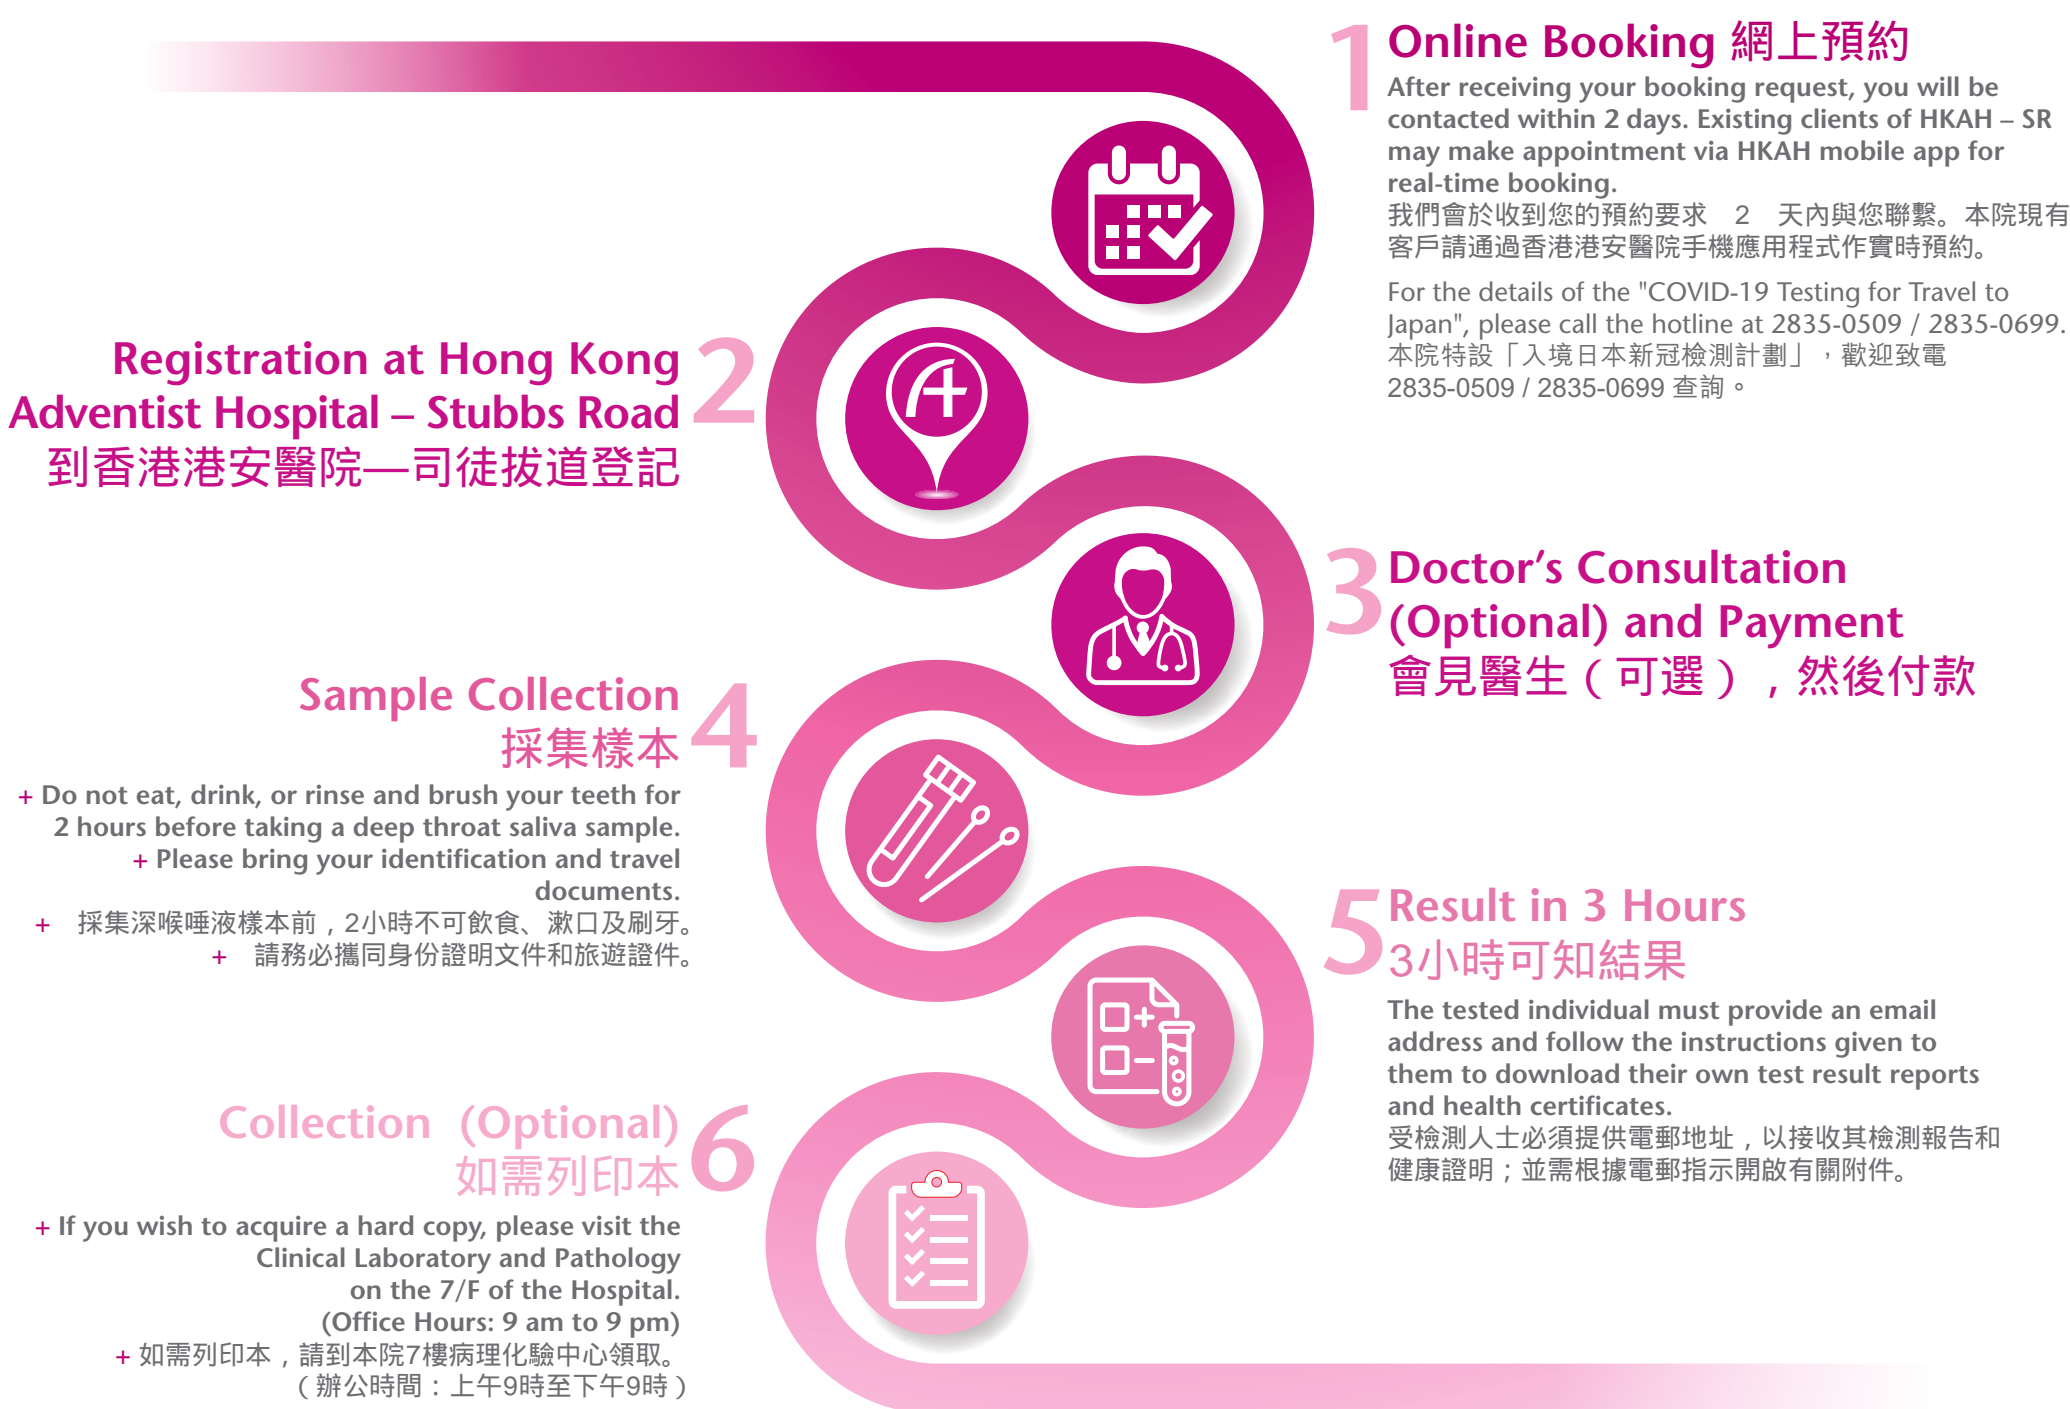 1
Online Booking 網上預約
After receiving your booking request, you will be
contacted within 2 days. Existing clients of HKAH – SR
may make appointment via HKAH mobile app for
real-time booking.
我們會於收到您的預約要求 2 天內與您聯繫。本院現有
客戶請通過香港港安醫院手機應用程式作實時預約。
For the details of the "COVID-19 Testing for Travel to
Japan", please call the hotline at 2835-0509 / 2835-0699.
本院特設「入境日本新冠檢測計劃」，歡迎致電
2835-0509 / 2835-0699 查詢。
2
Registration at Hong Kong
Adventist Hospital – Stubbs Road
到香港港安醫院—司徒拔道登記
3
Doctor’s Consultation
(Optional) and Payment
會見醫生（可選），然後付款
4
Sample Collection
採集樣本
+ Do not eat, drink, or rinse and brush your teeth for
2 hours before taking a deep throat saliva sample.
+ Please bring your identification and travel
documents.
+ 採集深喉唾液樣本前，2小時不可飲食、漱口及刷牙。
+ 請務必攜同身份證明文件和旅遊證件。
5
Result in 3 Hours
3小時可知結果
The tested individual must provide an email
address and follow the instructions given to
them to download their own test result reports
and health certificates.
受檢測人士必須提供電郵地址，以接收其檢測報告和
健康證明；並需根據電郵指示開啟有關附件。
6
Collection (Optional)
如需列印本
+ If you wish to acquire a hard copy, please visit the
Clinical Laboratory and Pathology
on the 7/F of the Hospital.
(Office Hours: 9 am to 9 pm)
+ 如需列印本，請到本院7樓病理化驗中心領取。
（辦公時間：上午9時至下午9時）